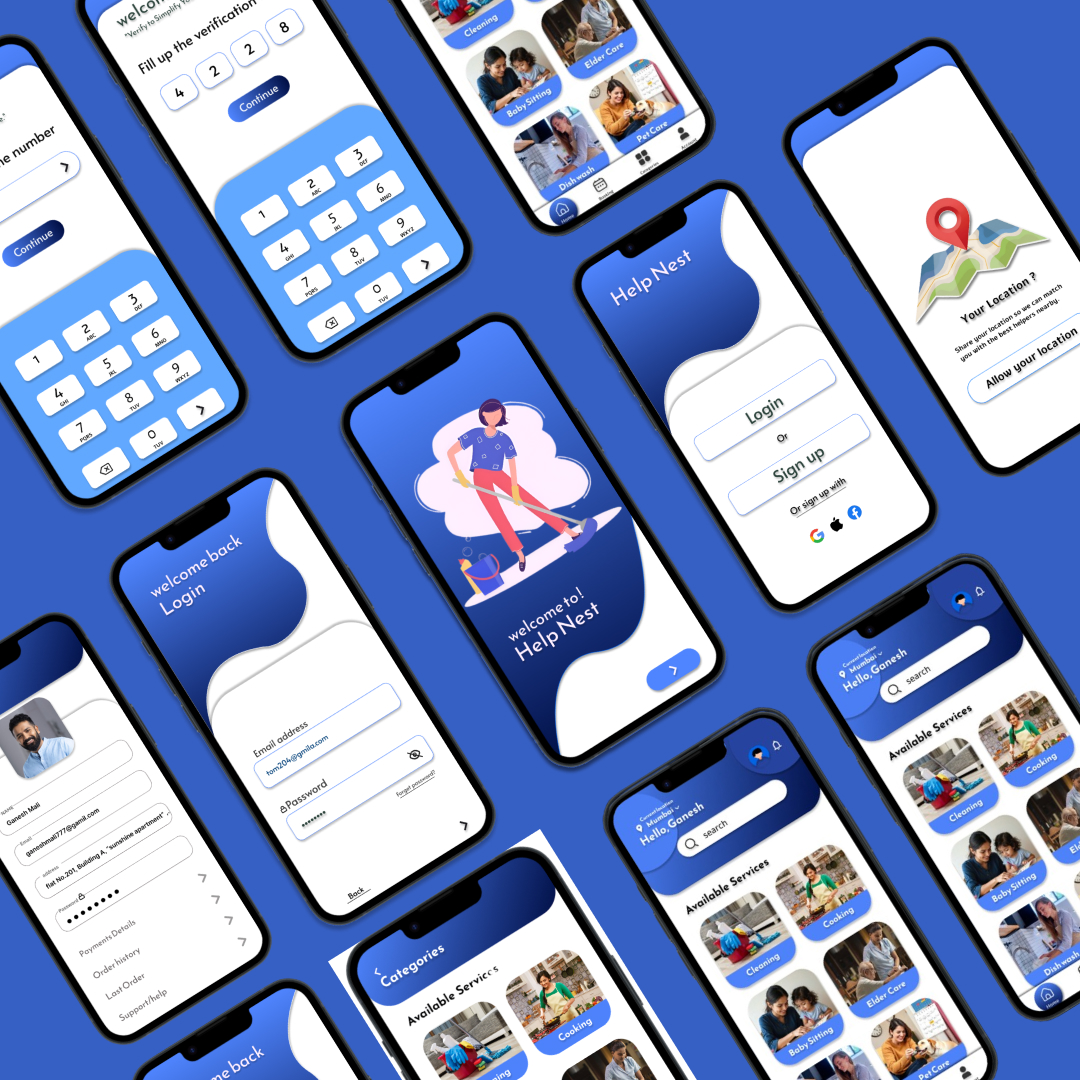 welcom
"Verify to Simplify Yo
Fill up the verification
4 2 2 8
Continue
1
2 ABC
3 DEF
4 GHI
5 JKL
6 MNO
7 PQRS
8 TUV
9 WXYZ
0 TUV
he number
Continue
1
2 ABC
3 DEF
4 GHI
5 JKL
6 MNO
7 PQRS
8 TUV
9 WXYZ
0 TUV
Cleaning
Elder Care
Baby Sitting
Pet Care
Dish wash
Home
Booking
Categories
Account
Your Location ?
Share your location so we can match
you with the best helpers nearby.
Allow your location
Help Nest
Login
Or
Sign up
Or sign up with
welcome to!
Help Nest
welcome back
Login
Email address
tom204@gmila.com
Password
Forgot password?
Back
NAME
Ganesh Mali
Email
ganeshmali777@gamil.com
address
flat No.201, Building A, "sunshine apartment"
Password
Payments Details
Order history
Last Order
Support/help
me back
Categories
Available Services
Cooking
ning
Current location
Mumbai
Hello, Ganesh
search
Available Services
Cleaning
Cooking
Baby Sitting
Elder Care
Current location
Mumbai
Hello, Ganesh
search
Available Services
Cleaning
Cooking
Baby Sitting
Eld
Dish wash
Home